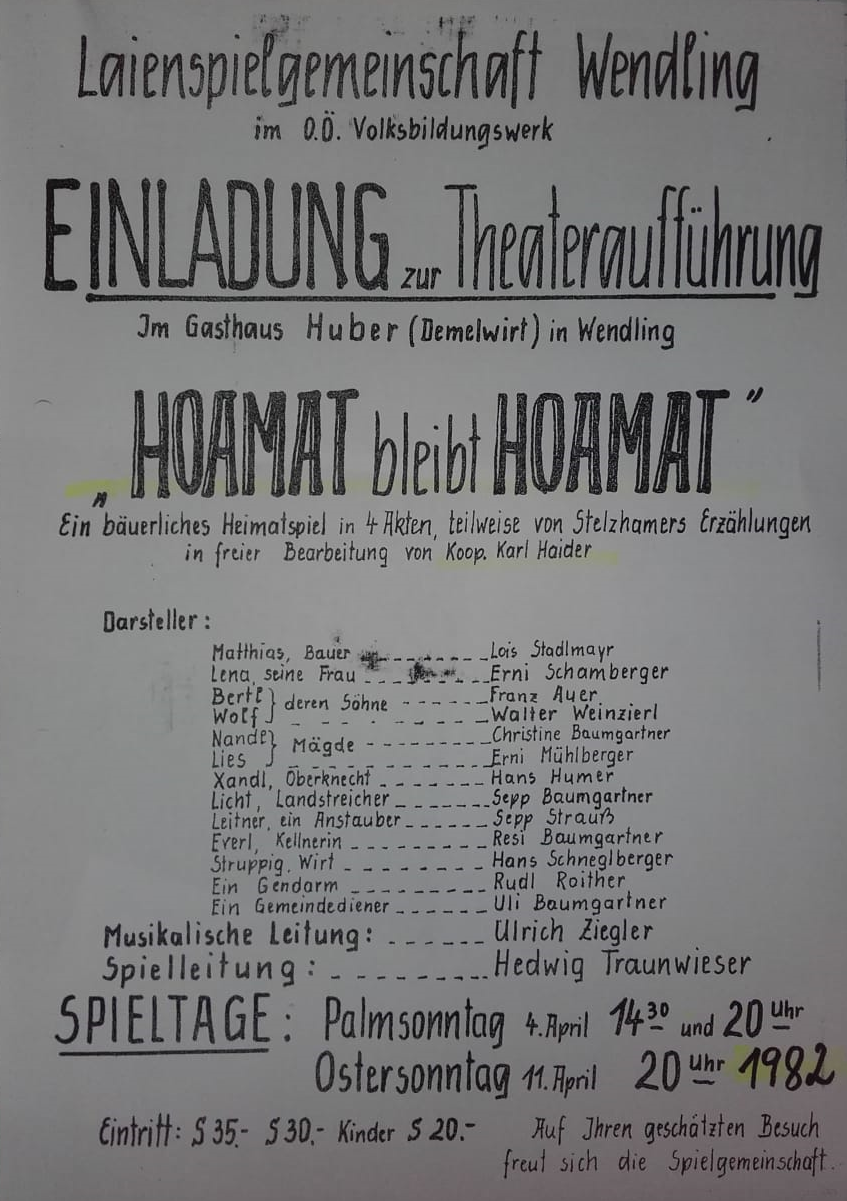 Laienspielgemeinschaft Wendling
im O.Ö. Volksbildungswerk
EINLADUNG zur Theateraufführung
Im Gasthaus Huber (Demelwirt) in Wendling
„HOAMAT bleibt HOAMAT"
Ein bäuerliches Heimatspiel in 4 Akten, teilweise von Stelzhamers Erzählungen
in freier Bearbeitung von Koop. Karl Haider
Darsteller:
Matthias, Bauer ------- Lois Stadlmayr
Lena, seine Frau ------- Erni Schamberger
Bertl } deren Söhne ------ Franz Auer
Wolf } ------- Walter Weinzierl
Nandl } Mägde -------- Christine Baumgartner
Lies } -------- Erni Mühlberger
Xandl, Oberknecht ------- Hans Humer
Licht, Landstreicher ------- Sepp Baumgartner
Leitner, ein Anstauber ------ Sepp Strauß
Everl, Kellnerin ------- Resi Baumgartner
Struppig, Wirt -------- Hans Schneglberger
Ein Gendarm -------- Rudl Roither
Ein Gemeindediener ------ Uli Baumgartner
Musikalische Leitung: ------ Ulrich Ziegler
Spielleitung: --------- Hedwig Traunwieser
SPIELTAGE: Palmsonntag 4. April 14³⁰ und 20 Uhr
Ostersonntag 11. April 20 Uhr 1982
Eintritt: S 35.- S 30.- Kinder S 20.- Auf Ihren geschätzten Besuch
freut sich die Spielgemeinschaft.